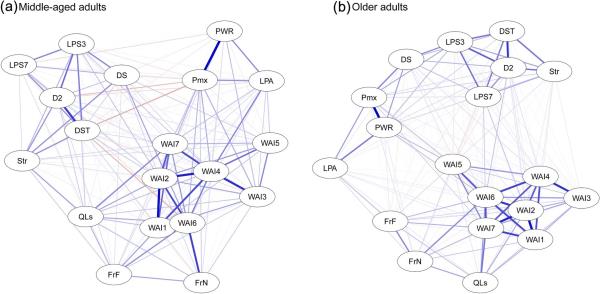 (a) Middle-aged adults
PWR
LPS3
LPS7
DS
Pmx
LPA
D2
DST
WAI7
WAI5
Str
WAI2
WAI4
WAI3
QLs
WAI1
WAI6
FrF
FrN
(b) Older adults
DST
LPS3
DS
D2
Str
Pmx
LPS7
PWR
LPA
WAI5
WAI4
WAI6
WAI3
WAI2
FrF
WAI7
WAI1
FrN
QLs